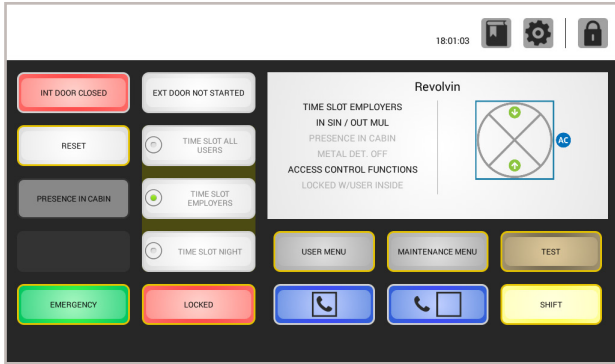 18:01:03
INT DOOR CLOSED
EXT DOOR NOT STARTED
Revolvin
TIME SLOT EMPLOYERS
IN SIN / OUT MUL
PRESENCE IN CABIN
METAL DET. OFF
ACCESS CONTROL FUNCTIONS
LOCKED W/USER INSIDE
AC
RESET
TIME SLOT ALL
USERS
PRESENCE IN CABIN
TIME SLOT
EMPLOYERS
TIME SLOT NIGHT
USER MENU
MAINTENANCE MENU
TEST
EMERGENCY
LOCKED
SHIFT